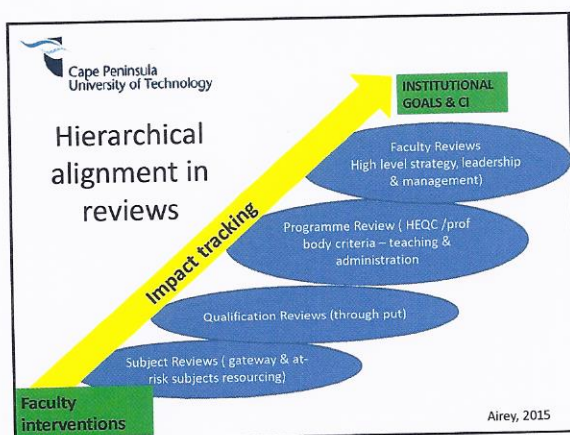 Cape Peninsula
University of Technology
Hierarchical
alignment in
reviews
INSTITUTIONAL
GOALS & CI
Faculty Reviews
High level strategy, leadership
& management)
Programme Review ( HEQC /prof
body criteria – teaching &
administration
Impact tracking
Qualification Reviews (through put)
Subject Reviews ( gateway & at-
risk subjects resourcing)
Faculty
interventions
Airey, 2015